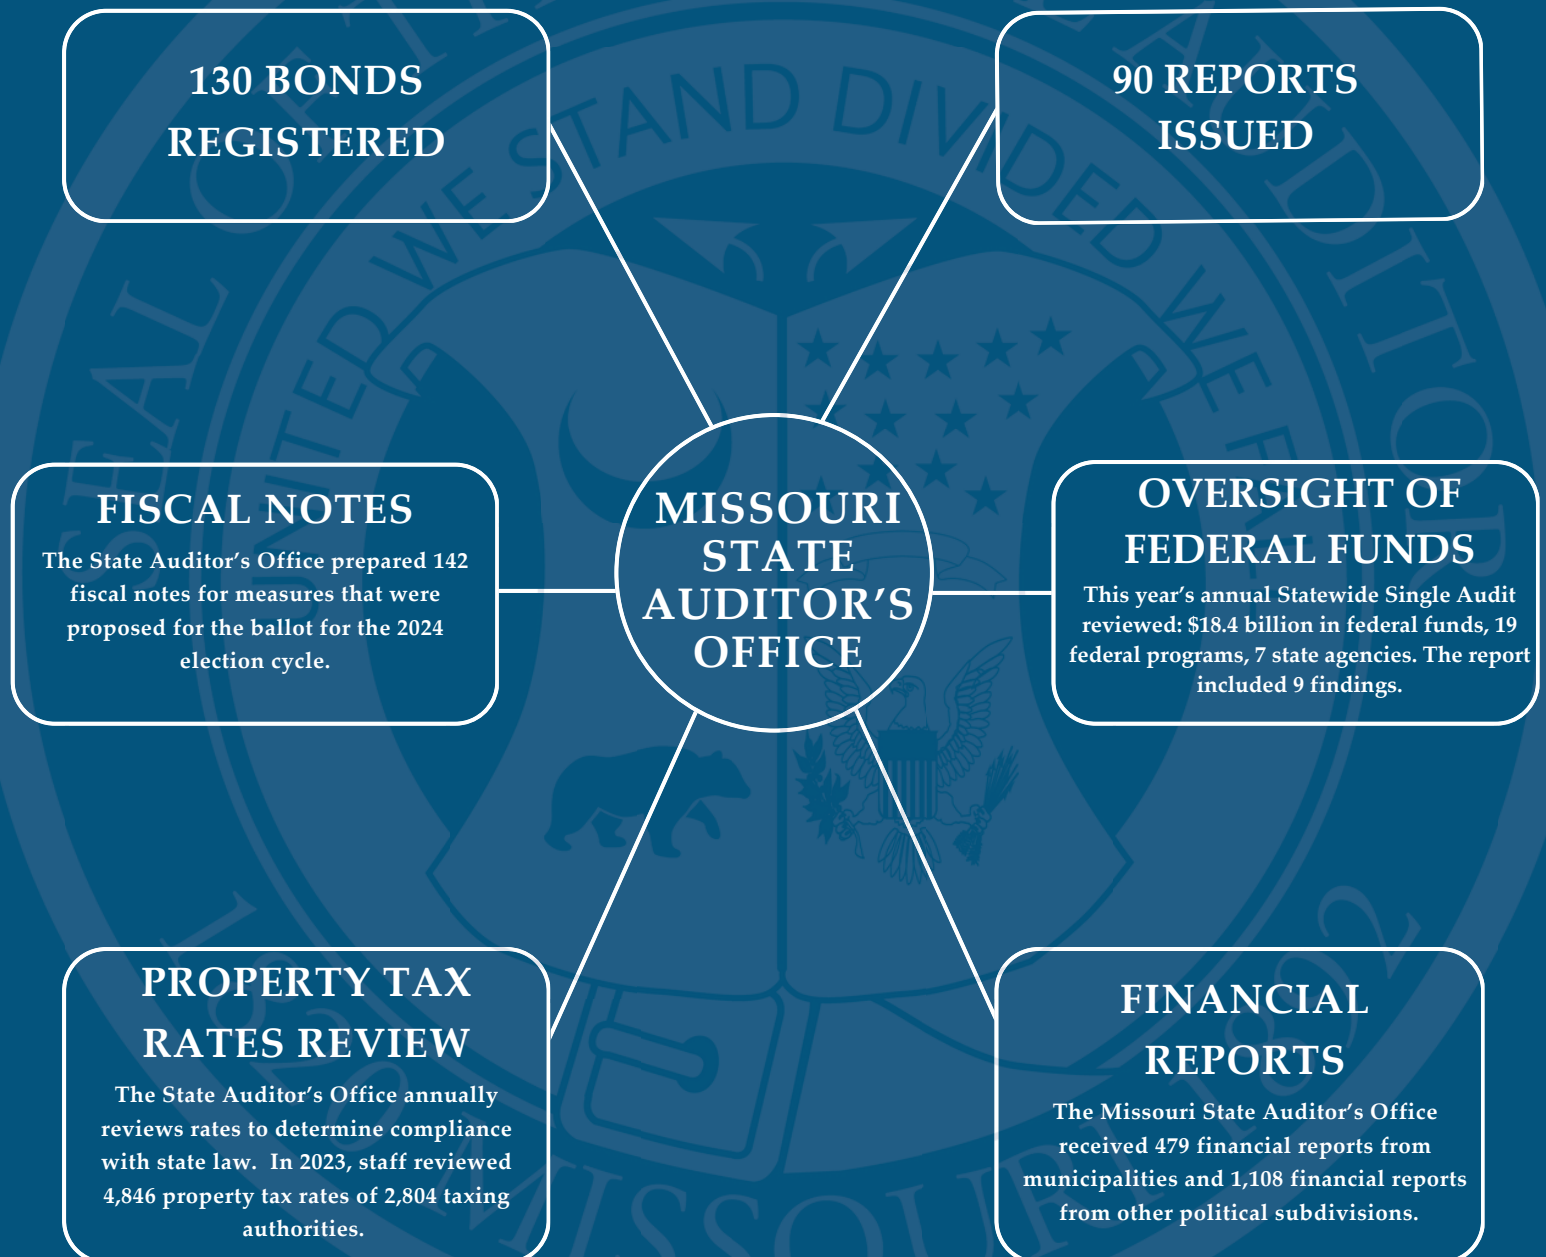 130 BONDS
REGISTERED
90 REPORTS
ISSUED
FISCAL NOTES
The State Auditor's Office prepared 142
fiscal notes for measures that were
proposed for the ballot for the 2024
election cycle.
MISSOURI
STATE
AUDITOR'S
OFFICE
OVERSIGHT OF
FEDERAL FUNDS
This year's annual Statewide Single Audit
reviewed: $18.4 billion in federal funds, 19
federal programs, 7 state agencies. The report
included 9 findings.
PROPERTY TAX
RATES REVIEW
The State Auditor's Office annually
reviews rates to determine compliance
with state law.  In 2023, staff reviewed
4,846 property tax rates of 2,804 taxing
authorities.
FINANCIAL
REPORTS
The Missouri State Auditor's Office
received 479 financial reports from
municipalities and 1,108 financial reports
from other political subdivisions.
UNITED WE STAND DIVIDED WE FALL